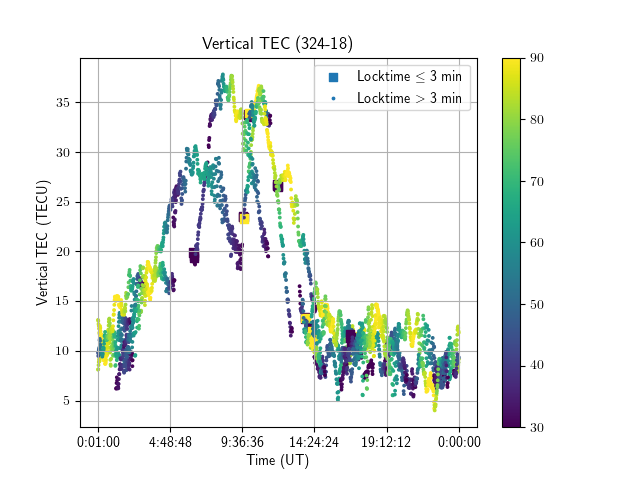 Vertical TEC (324-18)
Locktime ≤ 3 min
Locktime > 3 min
Vertical TEC (TECU)
35
30
25
20
15
10
5
0:01:00 4:48:48 9:36:36 14:24:24 19:12:12 0:00:00
Time (UT)
90
80
70
60
50
40
30